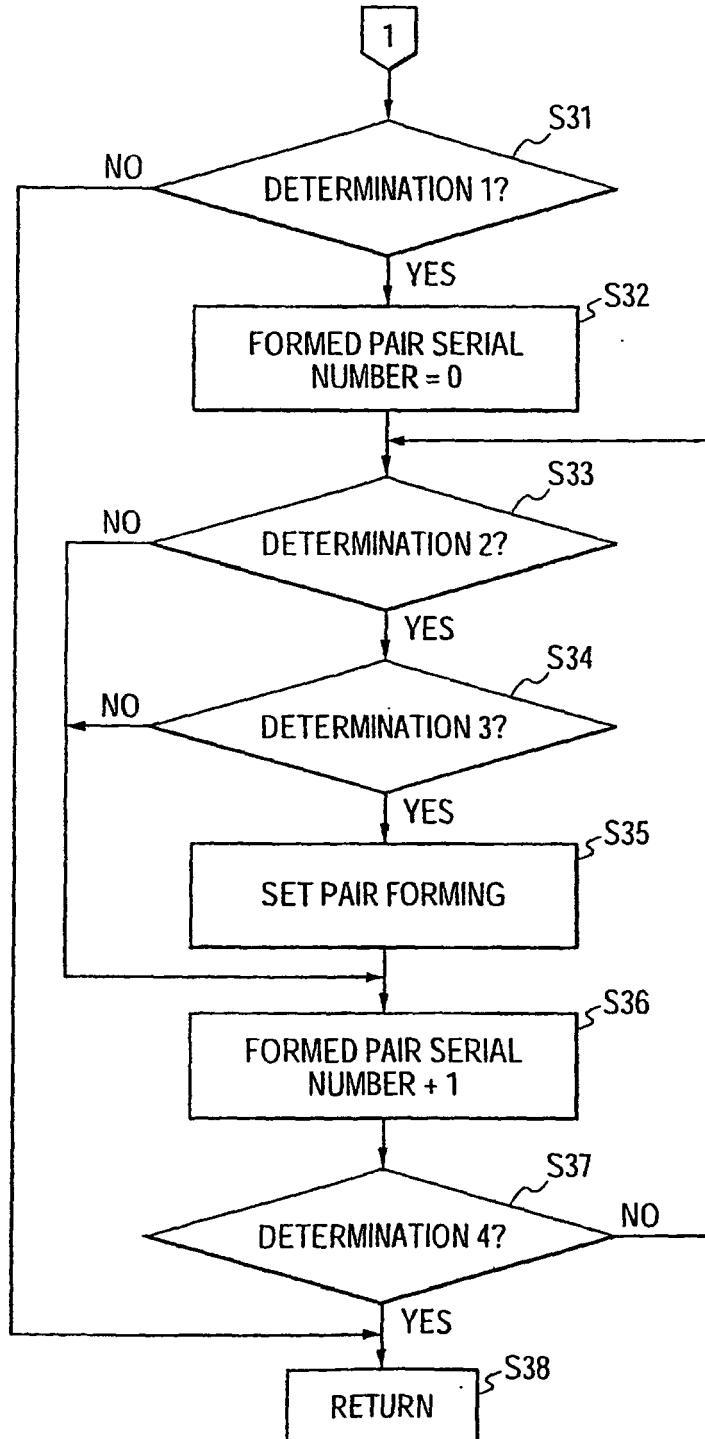 1
S31
NO
DETERMINATION 1?
YES
S32
FORMED PAIR SERIAL
NUMBER = 0
S33
NO
DETERMINATION 2?
YES
S34
NO
DETERMINATION 3?
YES
S35
SET PAIR FORMING
S36
FORMED PAIR SERIAL
NUMBER + 1
S37
DETERMINATION 4?
NO
YES
S38
RETURN